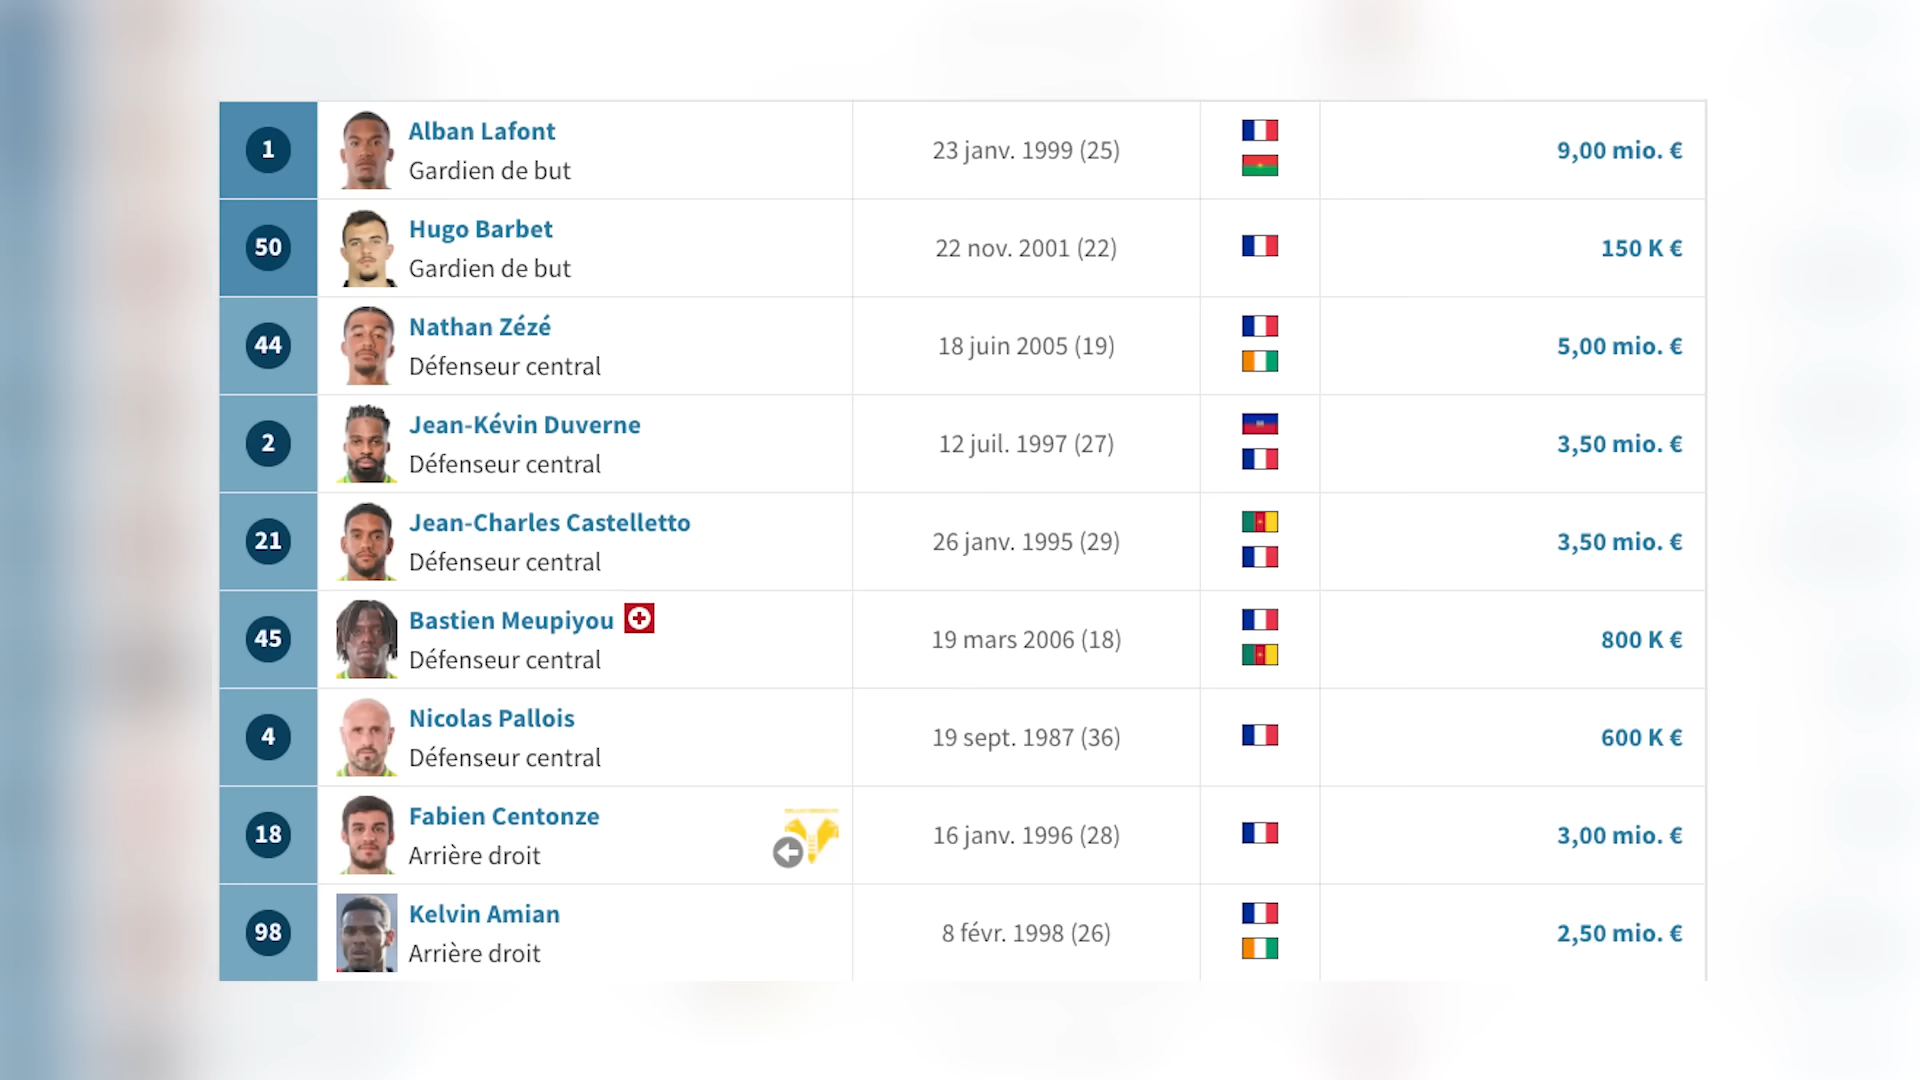 1
Alban Lafont
Gardien de but
23 janv. 1999 (25)
9,00 mio. €
50
Hugo Barbet
Gardien de but
22 nov. 2001 (22)
150 K €
44
Nathan Zézé
Défenseur central
18 juin 2005 (19)
5,00 mio. €
2
Jean-Kévin Duverne
Défenseur central
12 juil. 1997 (27)
3,50 mio. €
21
Jean-Charles Castelletto
Défenseur central
26 janv. 1995 (29)
3,50 mio. €
45
Bastien Meupiyou
Défenseur central
19 mars 2006 (18)
800 K €
4
Nicolas Pallois
Défenseur central
19 sept. 1987 (36)
600 K €
18
Fabien Centonze
Arrière droit
16 janv. 1996 (28)
3,00 mio. €
98
Kelvin Amian
Arrière droit
8 févr. 1998 (26)
2,50 mio. €